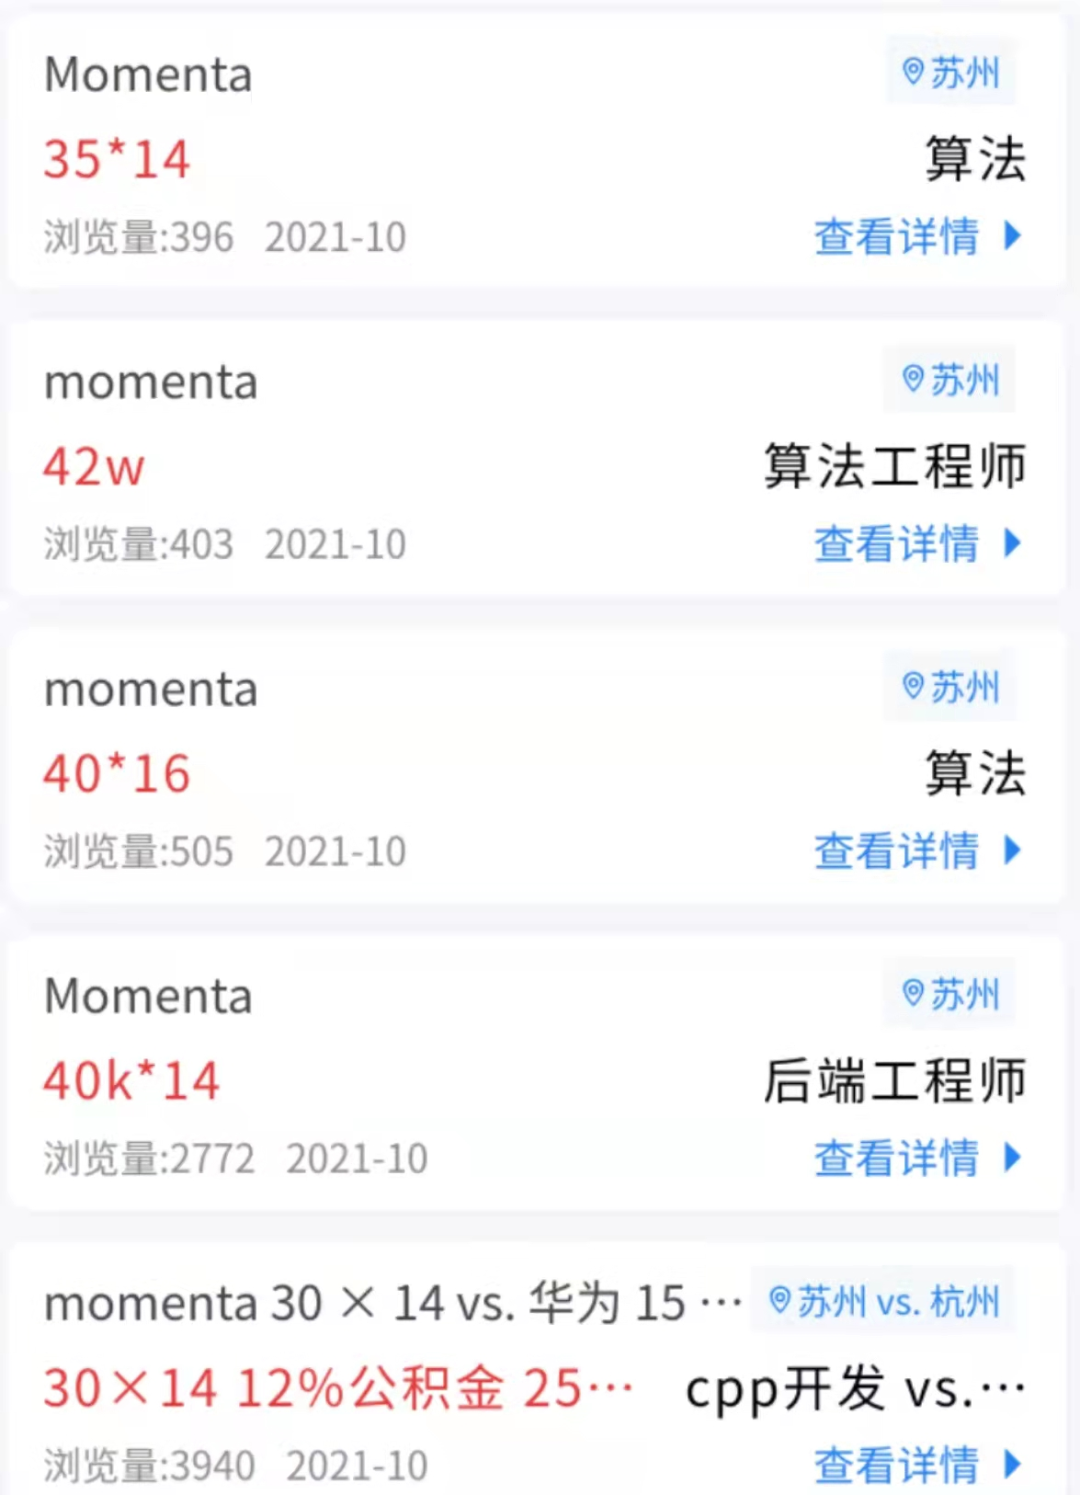 Momenta 苏州
35*14 算法
浏览量:396 2021-10 查看详情
momenta 苏州
42w 算法工程师
浏览量:403 2021-10 查看详情
momenta 苏州
40*16 算法
浏览量:505 2021-10 查看详情
Momenta 苏州
40k*14 后端工程师
浏览量:2772 2021-10 查看详情
momenta 30 × 14 vs. 华为 15 … 苏州 vs. 杭州
30×14 12%公积金 25… cpp开发 vs.…
浏览量:3940 2021-10 查看详情